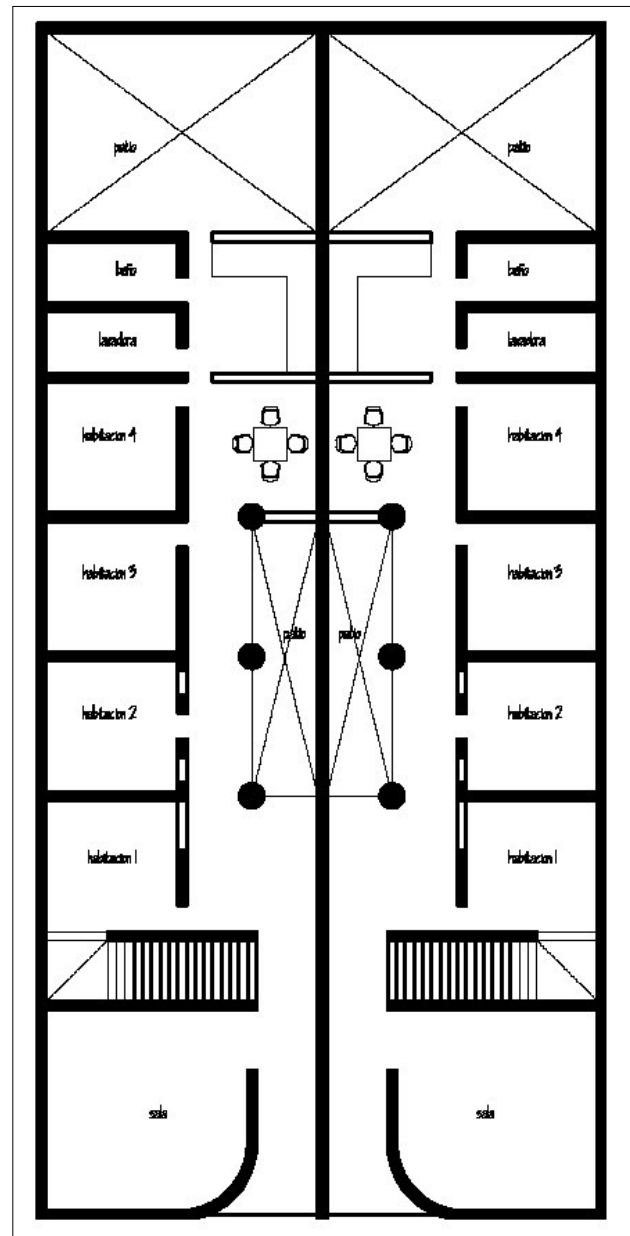 patio patio
baño baño
lavadora lavadora
habitacion 4 habitacion 4
habitacion 3 habitacion 3
patio patio
habitacion 2 habitacion 2
habitacion 1 habitacion 1
sala sala